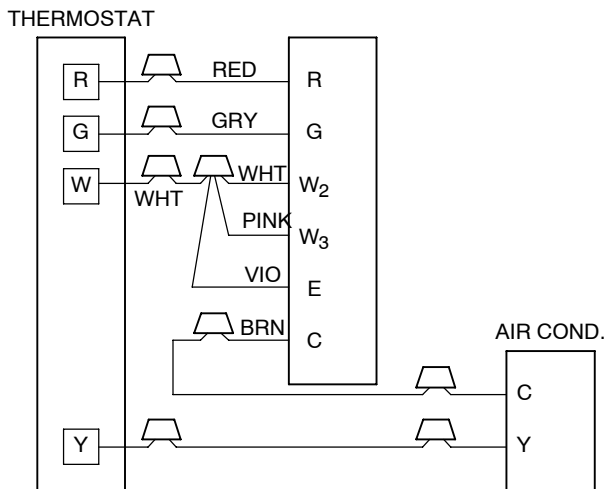 THERMOSTAT
R RED R
G GRY G
W WHT WHT W2
PINK W3
VIO E
BRN C
AIR COND.
C
Y Y